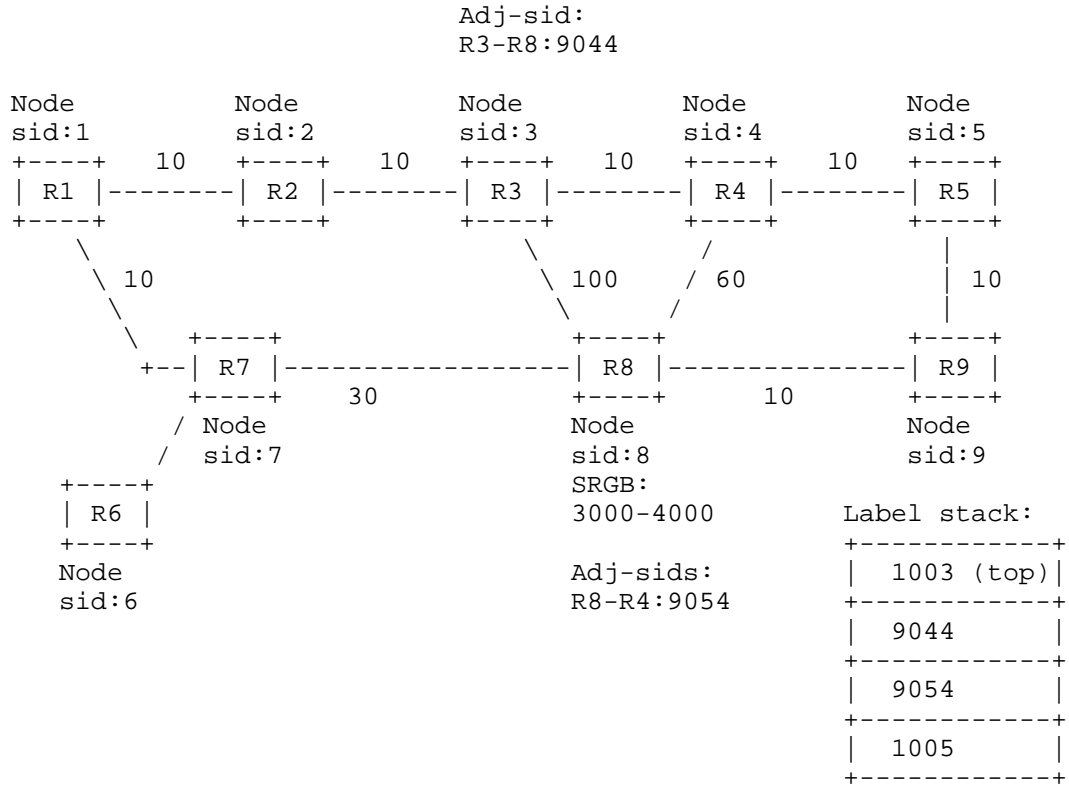 Adj-sid:
R3-R8:9044
Node Node Node Node Node
sid:1 sid:2 sid:3 sid:4 sid:5
+----+ 10 +----+ 10 +----+ 10 +----+ 10 +----+
| R1 |--------| R2 |--------| R3 |--------| R4 |--------| R5 |
+----+ +----+ +----+ +----+ +----+
\ \ / |
\ 10 \ 100 / 60 | 10
\ \ / |
\ +----+ +----+ +----+
+--| R7 |------------------| R8 |---------------| R9 |
+----+ 30 +----+ 10 +----+
/ Node Node Node
/ sid:7 sid:8 sid:9
+----+ SRGB:
| R6 | 3000-4000 Label stack:
+----+ +------------+
Node Adj-sids: | 1003 (top)|
sid:6 R8-R4:9054 +------------+
| 9044 |
+------------+
| 9054 |
+------------+
| 1005 |
+------------+